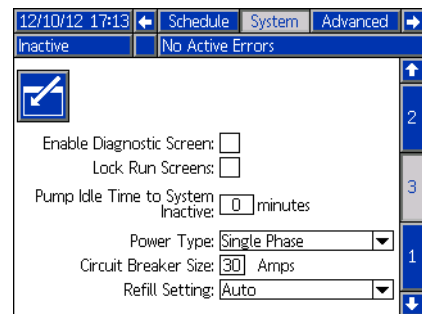 12/10/12 17:13 Schedule System Advanced
Inactive No Active Errors
2
Enable Diagnostic Screen:
Lock Run Screens:
3
Pump Idle Time to System
Inactive: 0 minutes
Power Type: Single Phase
1
Circuit Breaker Size: 30 Amps
Refill Setting: Auto